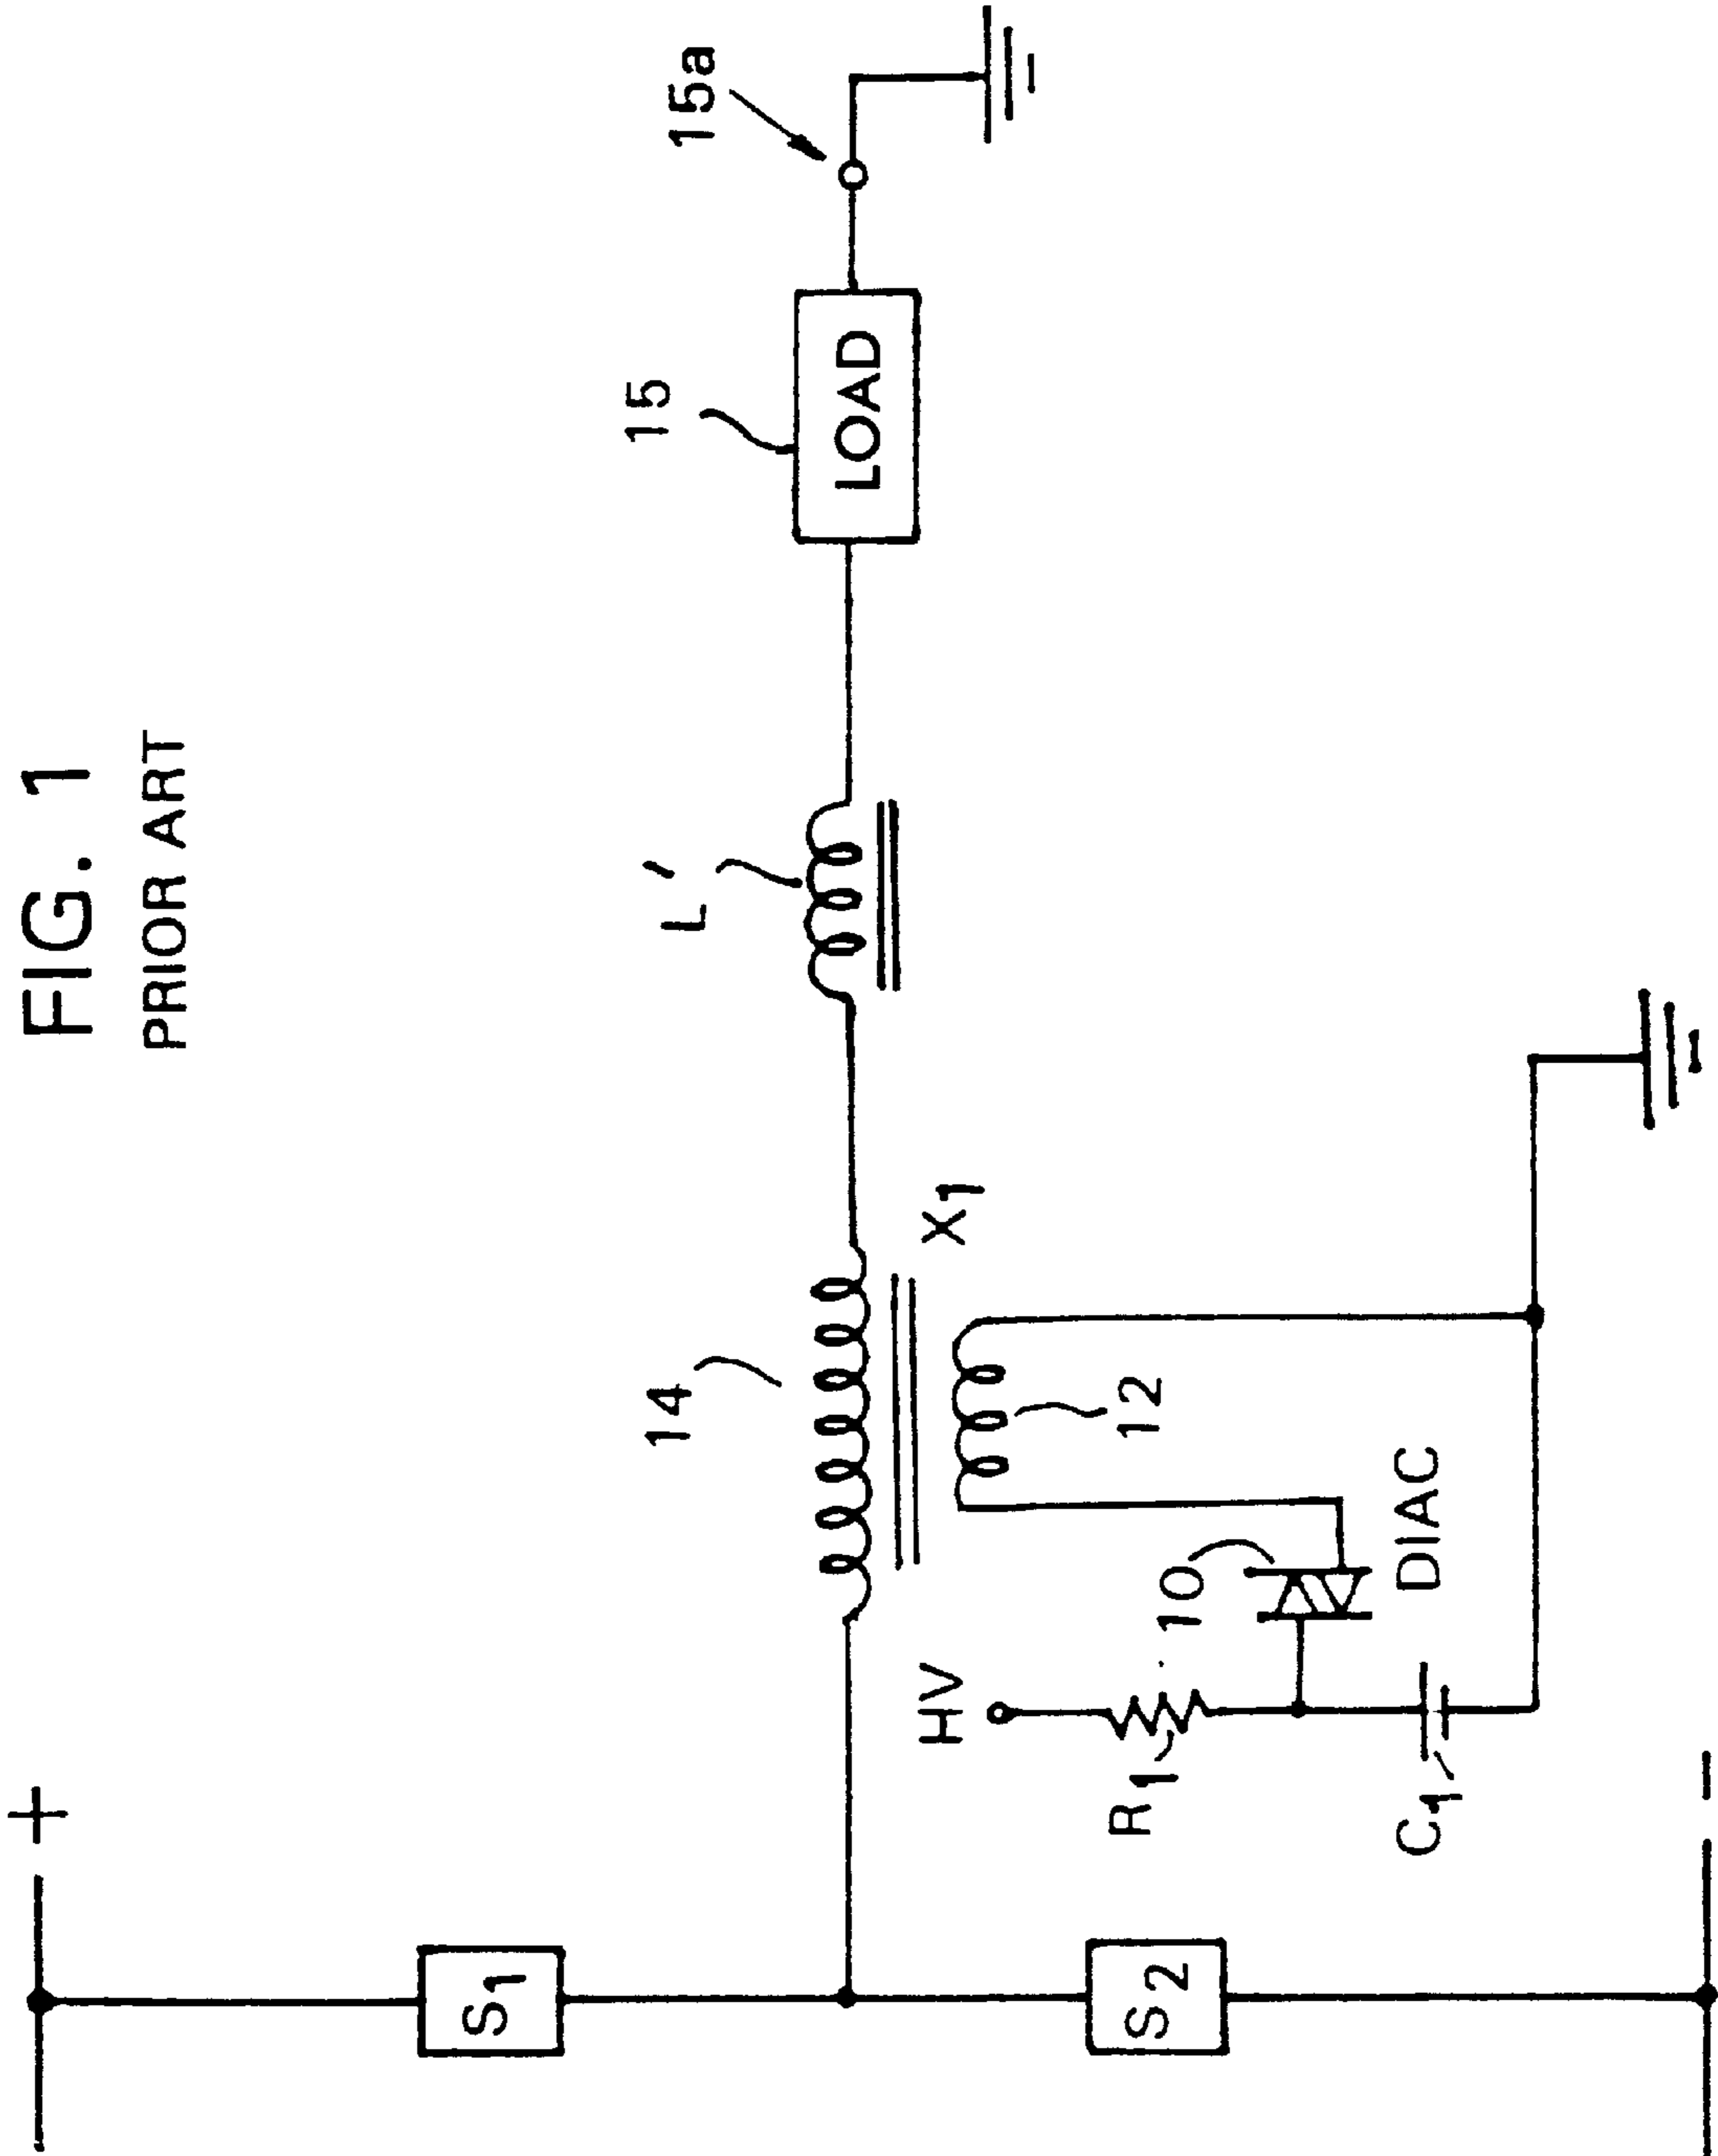 FIG. 1
PRIOR ART
+
S1
S2
14
L'
15
LOAD
15a
X1
HV
R1
10
12
DIAC
C1
-